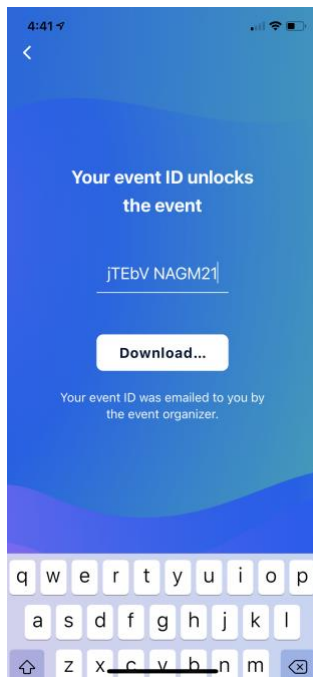 4:41
Your event ID unlocks
the event
jTEbV NAGM21
Download...
Your event ID was emailed to you by
the event organizer.
q w e r t y u i o p
a s d f g h j k l
z x c v b n m